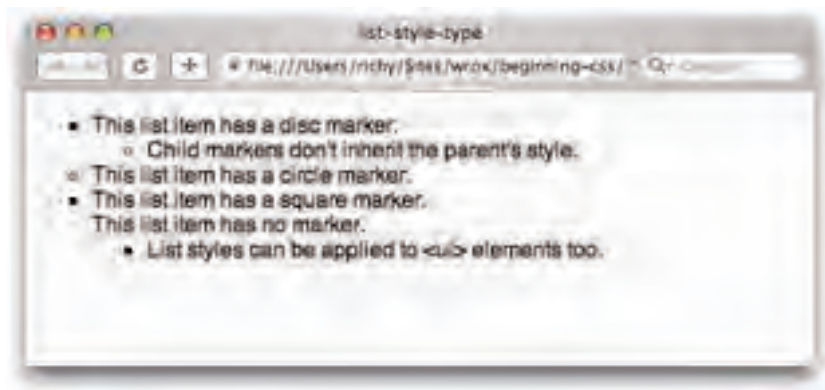 list-style-type
file:///Users/richy/Sites/wrox/beginning-css/
This list item has a disc marker.
Child markers don't inherit the parent's style.
This list item has a circle marker.
This list item has a square marker.
This list item has no marker.
List styles can be applied to <ul> elements too.